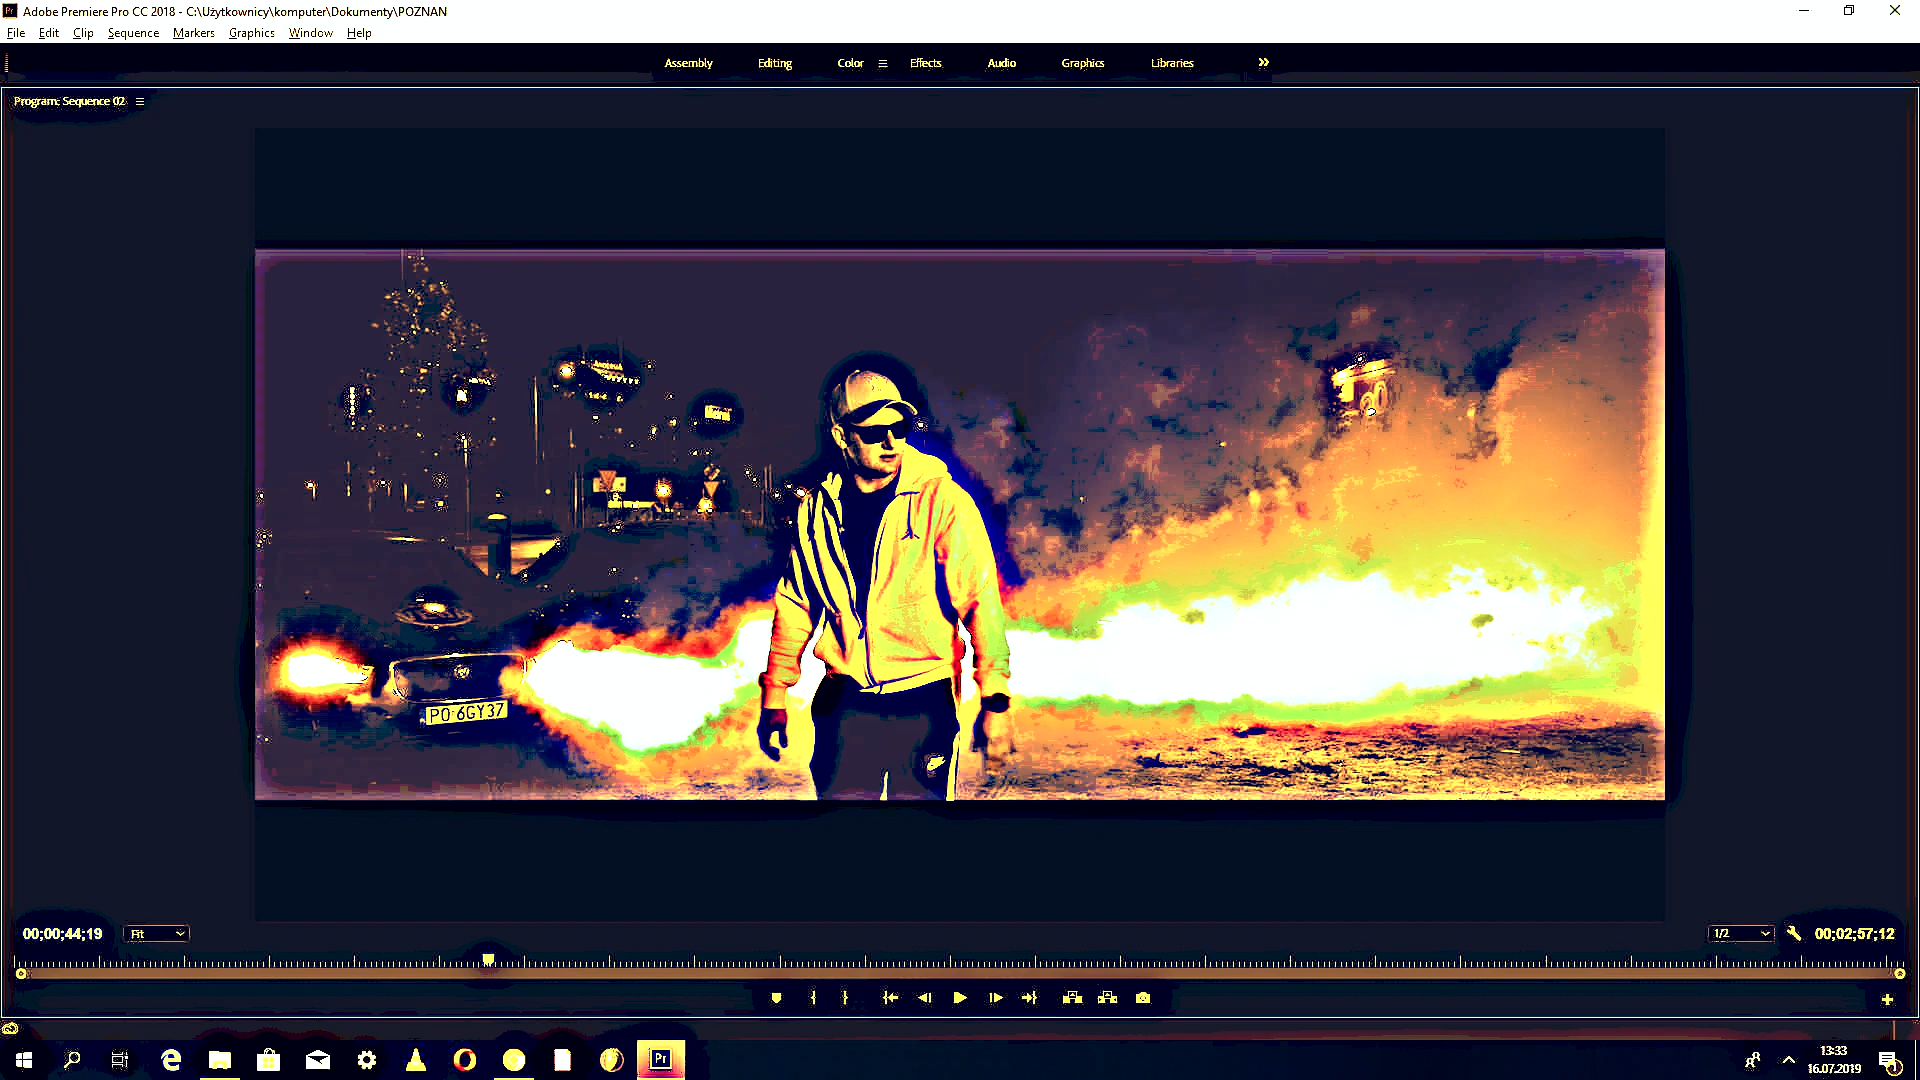 Adobe Premiere Pro CC 2018 - C:\Użytkownicy\komputer\Dokumenty\POZNAN
File Edit Clip Sequence Markers Graphics Window Help
Assembly Editing Color Effects Audio Graphics Libraries
Program: Sequence 02
PO 6GY37
00;00;44;19 Fit 1/2 00;02;57;12
Pr
13:33
16.07.2019